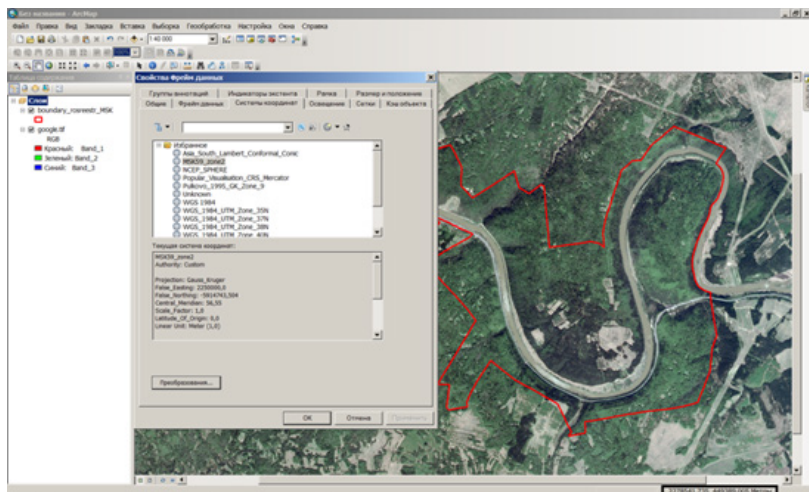 Без названия - ArcMap
Файл Правка Вид Закладка Вставка Выборка Геообработка Настройка Окна Справка
1:40 000
Таблица содержания
Слои
boundary_rosreestr_MSK
google.tif
RGB
Красный: Band_1
Зеленый: Band_2
Синий: Band_3
Свойства Фрейм данных
Группы аннотаций Индикаторы экстента Рамка Размер и положение
Общие Фрейм данных Системы координат Освещение Сетки Кэш объекта
Избранное
Asia_South_Lambert_Conformal_Conic
MSK59_zone2
NCEP_SPHERE
Popular_Visualisation_CRS_Mercator
Pulkovo_1995_GK_Zone_9
Unknown
WGS 1984
WGS_1984_UTM_Zone_35N
WGS_1984_UTM_Zone_37N
WGS_1984_UTM_Zone_38N
WGS_1984_UTM_Zone_40N
Текущая система координат:
MSK59_zone2
Authority: Custom
Projection: Gauss_Kruger
False_Easting: 2250000,0
False_Northing: -5914743,504
Central_Meridian: 56,55
Scale_Factor: 1,0
Latitude_Of_Origin: 0,0
Linear Unit: Meter (1,0)
Преобразования...
OK Отмена Применить